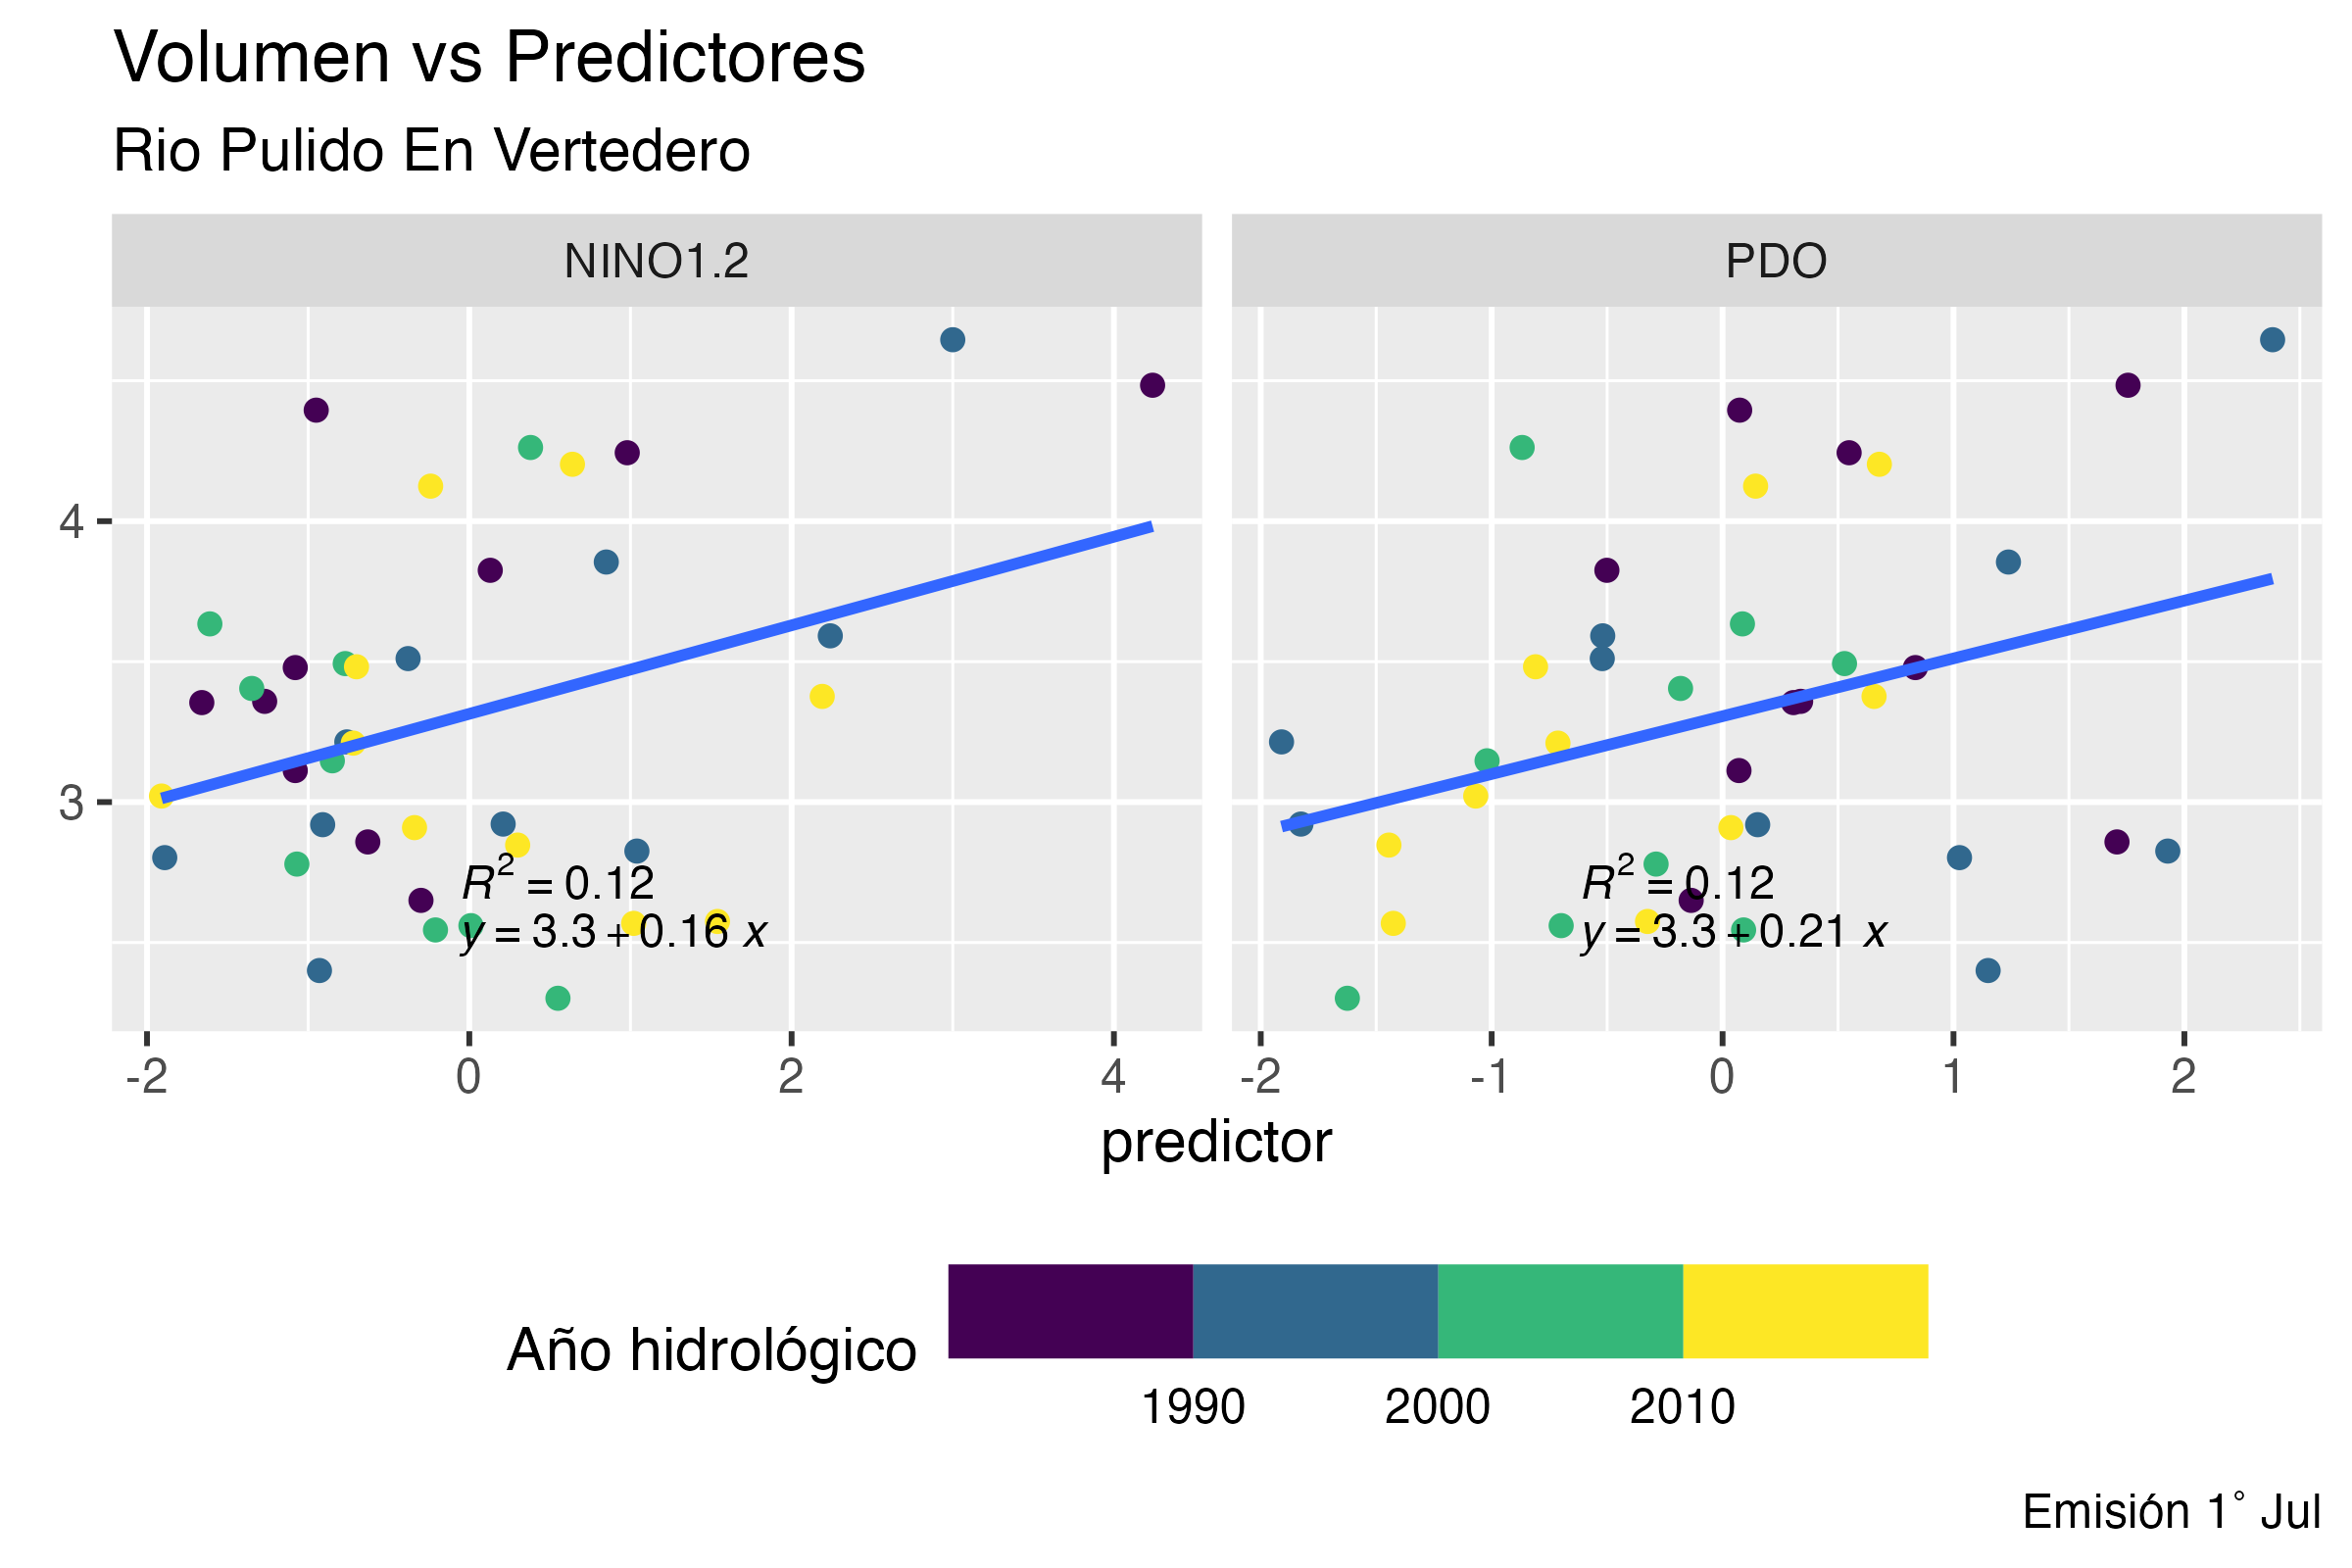 Volumen vs Predictores
Rio Pulido En Vertedero
NINO1.2
PDO
4
3
R² = 0.12
y = 3.3 + 0.16 x
R² = 0.12
y = 3.3 + 0.21 x
-2 0 2 4
-2 -1 0 1 2
predictor
Año hidrológico
1990 2000 2010
Emisión 1° Jul